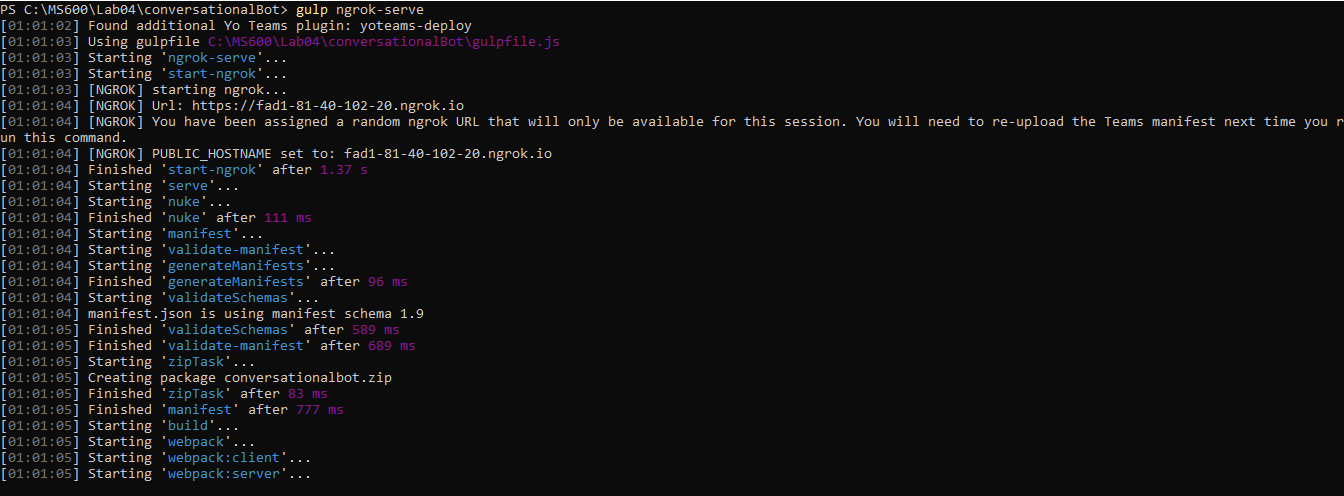 PS C:\MS600\Lab04\conversationalBot> gulp ngrok-serve
[01:01:02] Found additional Yo Teams plugin: yoteams-deploy
[01:01:03] Using gulpfile C:\MS600\Lab04\conversationalBot\gulpfile.js
[01:01:03] Starting 'ngrok-serve'...
[01:01:03] Starting 'start-ngrok'...
[01:01:03] [NGROK] starting ngrok...
[01:01:04] [NGROK] Url: https://fad1-81-40-102-20.ngrok.io
[01:01:04] [NGROK] You have been assigned a random ngrok URL that will only be available for this session. You will need to re-upload the Teams manifest next time you r
un this command.
[01:01:04] [NGROK] PUBLIC_HOSTNAME set to: fad1-81-40-102-20.ngrok.io
[01:01:04] Finished 'start-ngrok' after 1.37 s
[01:01:04] Starting 'serve'...
[01:01:04] Starting 'nuke'...
[01:01:04] Finished 'nuke' after 111 ms
[01:01:04] Starting 'manifest'...
[01:01:04] Starting 'validate-manifest'...
[01:01:04] Starting 'generateManifests'...
[01:01:04] Finished 'generateManifests' after 96 ms
[01:01:04] Starting 'validateSchemas'...
[01:01:04] manifest.json is using manifest schema 1.9
[01:01:05] Finished 'validateSchemas' after 589 ms
[01:01:05] Finished 'validate-manifest' after 689 ms
[01:01:05] Starting 'zipTask'...
[01:01:05] Creating package conversationalbot.zip
[01:01:05] Finished 'zipTask' after 83 ms
[01:01:05] Finished 'manifest' after 777 ms
[01:01:05] Starting 'build'...
[01:01:05] Starting 'webpack'...
[01:01:05] Starting 'webpack:client'...
[01:01:05] Starting 'webpack:server'...